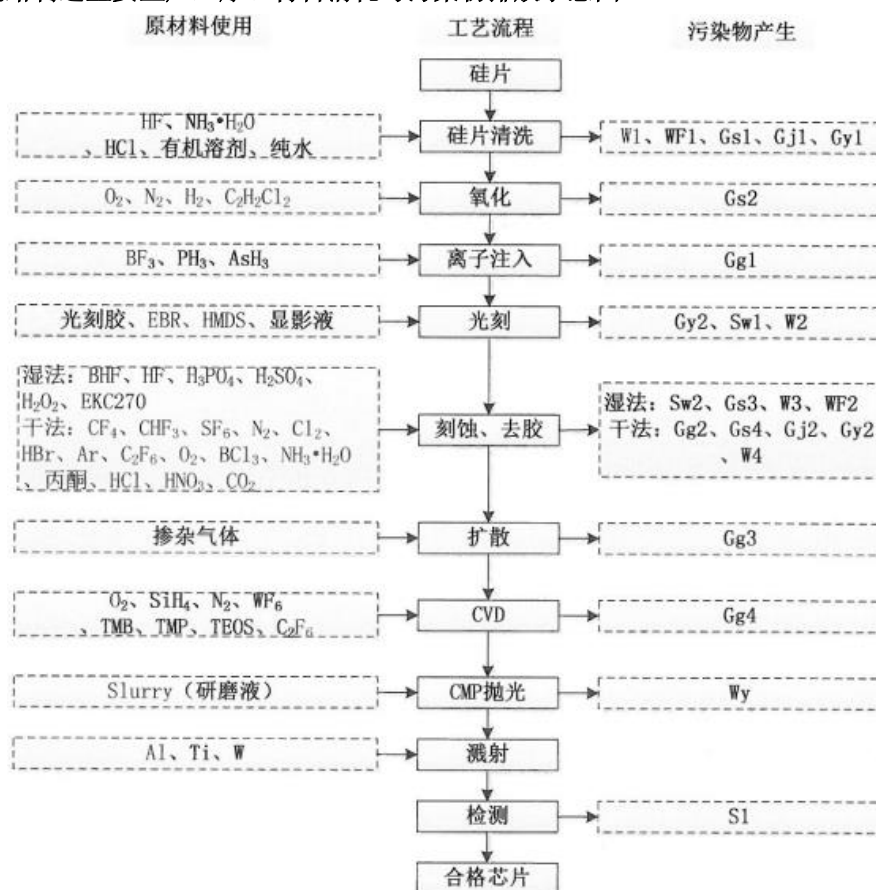 原材料使用 工艺流程 污染物产生
硅片
HF、NH₃•H₂O
、HCl、有机溶剂、纯水
硅片清洗
W1、WF1、Gs1、Gj1、Gy1
O₂、N₂、H₂、C₂H₂Cl₂
氧化
Gs2
BF₃、PH₃、AsH₃
离子注入
Gg1
光刻胶、EBR、HMDS、显影液
光刻
Gy2、Sw1、W2
湿法：BHF、HF、H₃PO₄、H₂SO₄、
H₂O₂、EKC270
干法：CF₄、CHF₃、SF₆、N₂、Cl₂、
HBr、Ar、C₂F₆、O₂、BCl₃、NH₃•H₂O
、丙酮、HCl、HNO₃、CO₂
刻蚀、去胶
湿法：Sw2、Gs3、W3、WF2
干法：Gg2、Gs4、Gj2、Gy2
、W4
掺杂气体
扩散
Gg3
O₂、SiH₄、N₂、WF₆
、TMB、TMP、TEOS、C₂F₆
CVD
Gg4
Slurry（研磨液）
CMP抛光
Wy
Al、Ti、W
溅射
检测
S1
合格芯片